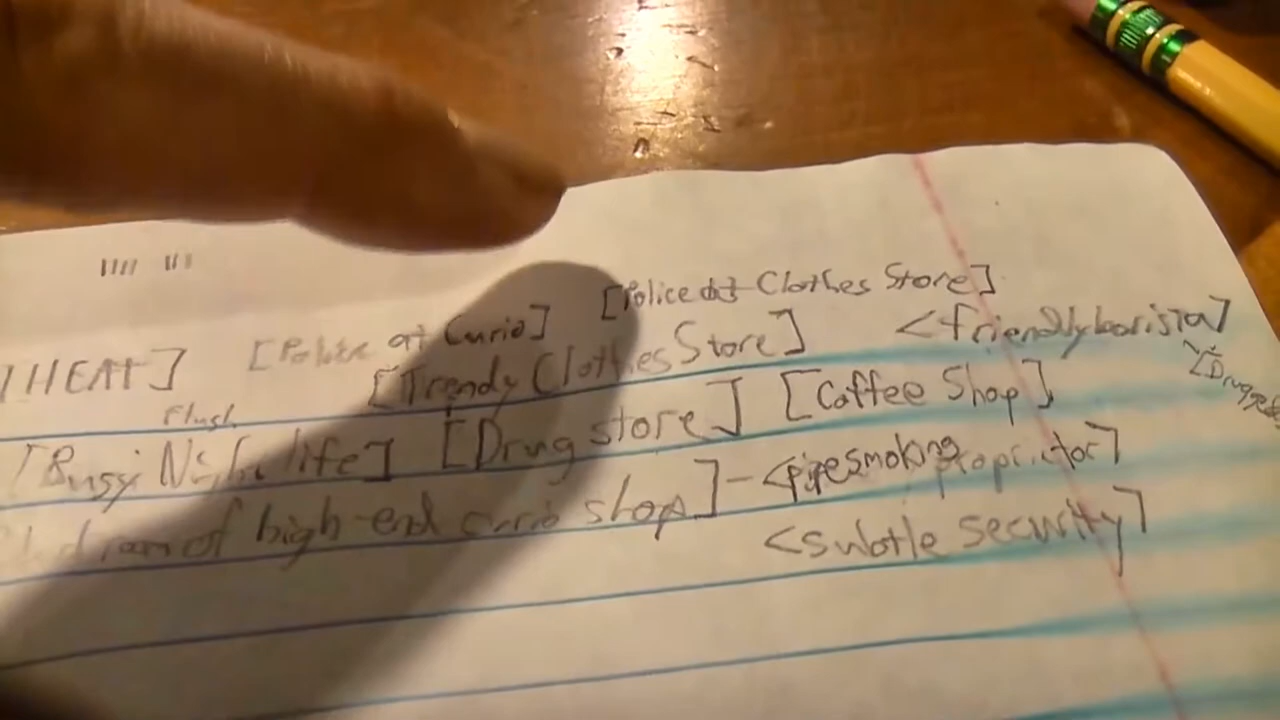 IIII III
[Police at Clothes Store]
[HEAT] [Police at Curio] <friendly barista]
[Trendy Clothes Store]
Flush
[Busy Nightlife] [Drug store] [Coffee Shop]
of high-end curio shop] - <pipesmoking proprietor]
<subtle security]